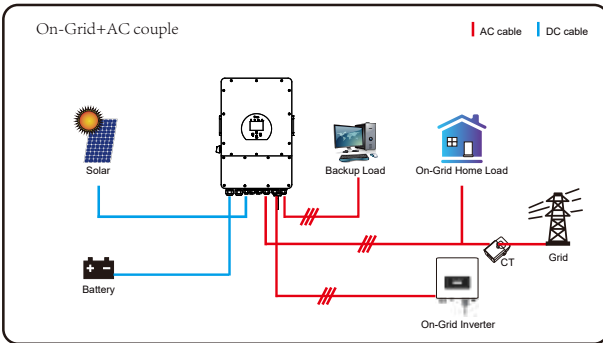 On-Grid+AC couple
AC cable
DC cable
Solar
Backup Load
On-Grid Home Load
CT
Grid
Battery
On-Grid Inverter